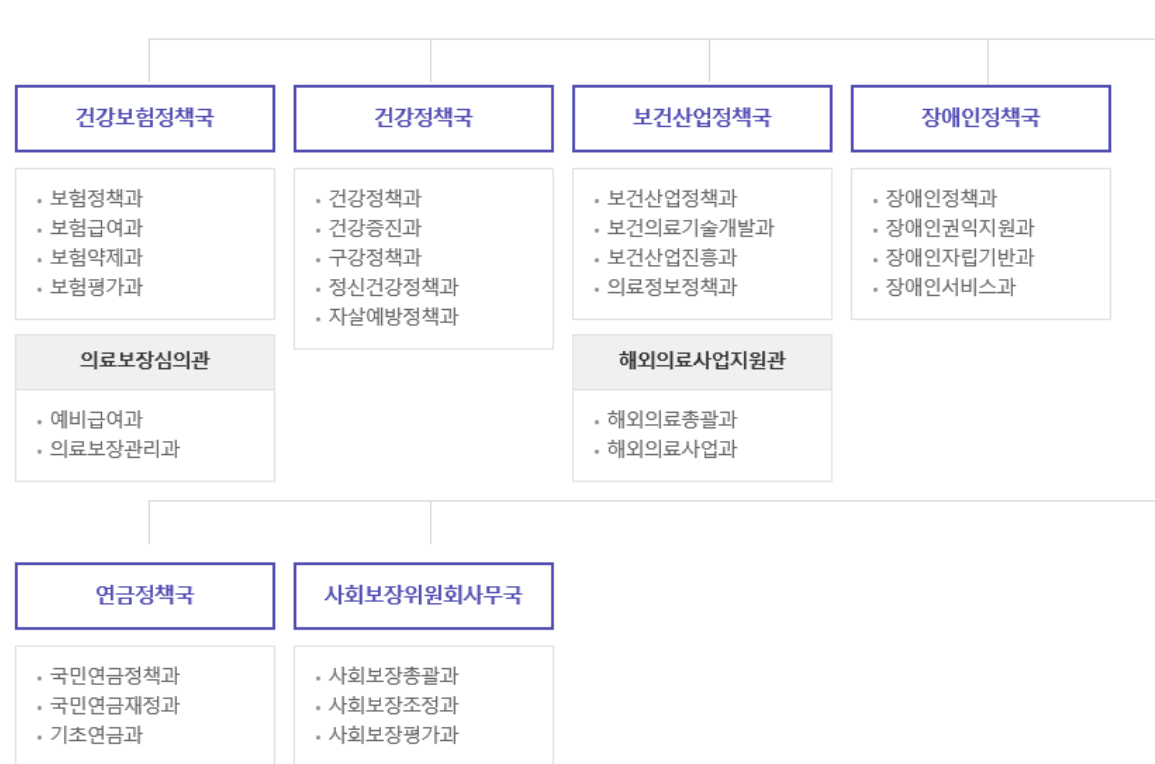 건강보험정책국
· 보험정책과
· 보험급여과
· 보험약제과
· 보험평가과
의료보장심의관
· 예비급여과
· 의료보장관리과
건강정책국
· 건강정책과
· 건강증진과
· 구강정책과
· 정신건강정책과
· 자살예방정책과
보건산업정책국
· 보건산업정책과
· 보건의료기술개발과
· 보건산업진흥과
· 의료정보정책과
해외의료사업지원관
· 해외의료총괄과
· 해외의료사업과
장애인정책국
· 장애인정책과
· 장애인권익지원과
· 장애인자립기반과
· 장애인서비스과
연금정책국
· 국민연금정책과
· 국민연금재정과
· 기초연금과
사회보장위원회사무국
· 사회보장총괄과
· 사회보장조정과
· 사회보장평가과